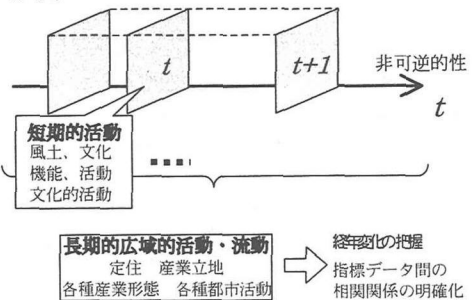 t
t+1
非可逆的性
t
短期的活動
風土、文化
機能、活動
文化的活動
長期的広域的活動・流動
定住 産業立地
各種産業形態 各種都市活動
経年変化の把握
指標データ間の
相関関係の明確化